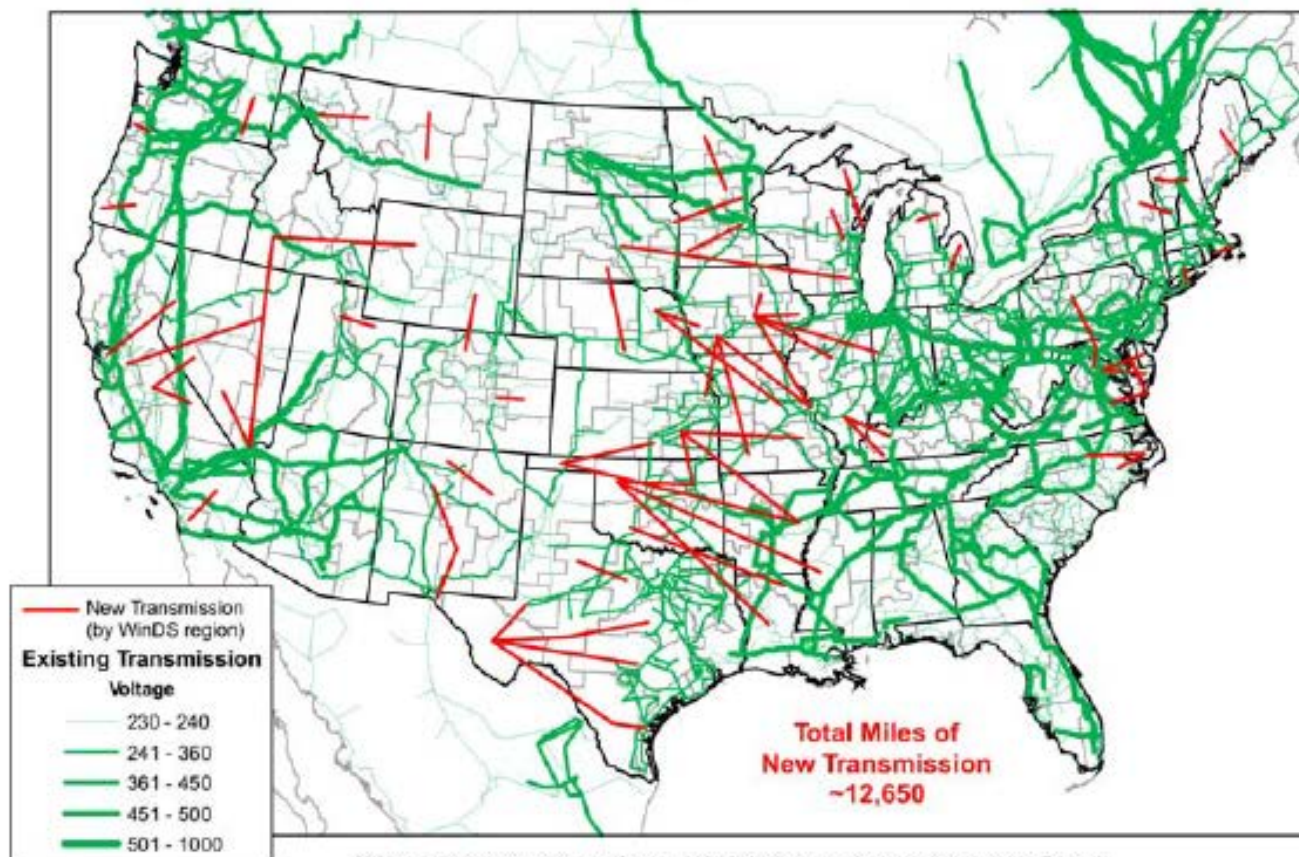 New Transmission
(by WinDS region)
Existing Transmission
Voltage
230 - 240
241 - 360
361 - 450
451 - 500
501 - 1000
Total Miles of
New Transmission
~12,650